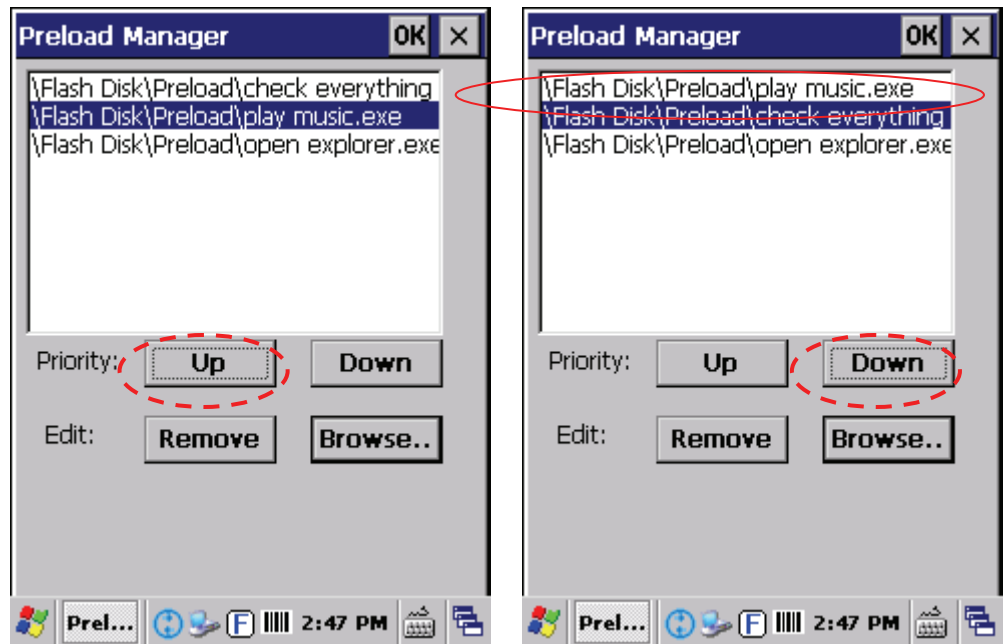 Preload Manager OK ×
\Flash Disk\Preload\check everything
\Flash Disk\Preload\play music.exe
\Flash Disk\Preload\open explorer.exe
Priority: Up Down
Edit: Remove Browse..
Prel... F 2:47 PM
Preload Manager OK ×
\Flash Disk\Preload\play music.exe
\Flash Disk\Preload\check everything
\Flash Disk\Preload\open explorer.exe
Priority: Up Down
Edit: Remove Browse..
Prel... F 2:47 PM